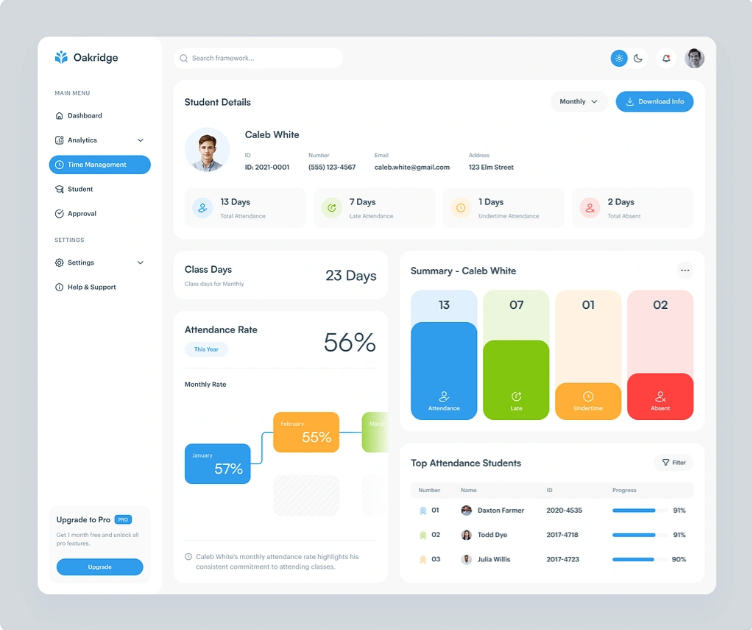 Oakridge
Search framework...
MAIN MENU
Dashboard
Analytics
Time Management
Student
Approval
SETTINGS
Settings
Help & Support
Upgrade to Pro PRO
Get 1 month free and unlock all
pro features.
Upgrade
Student Details
Monthly
Download Info
Caleb White
ID Number Email Address
ID: 2021-0001 (555) 123-4567 caleb.white@gmail.com 123 Elm Street
13 Days
Total Attendance
7 Days
Late Atendance
1 Days
Undertime Atendance
2 Days
Total Absent
Class Days
Class days for Monthly
23 Days
Attendance Rate
This Year
56%
Monthly Rate
January
57%
February
55%
Caleb White's monthly attendance rate highlights his
consistent commitment to attending classes.
Summary - Caleb White
13 07 01 02
Attendance Late Undertime Absent
Top Attendance Students
Filter
Number Name ID Progress
01 Daxton Farmer 2020-4535 91%
02 Todd Dye 2017-4718 91%
03 Julia Willis 2017-4723 90%